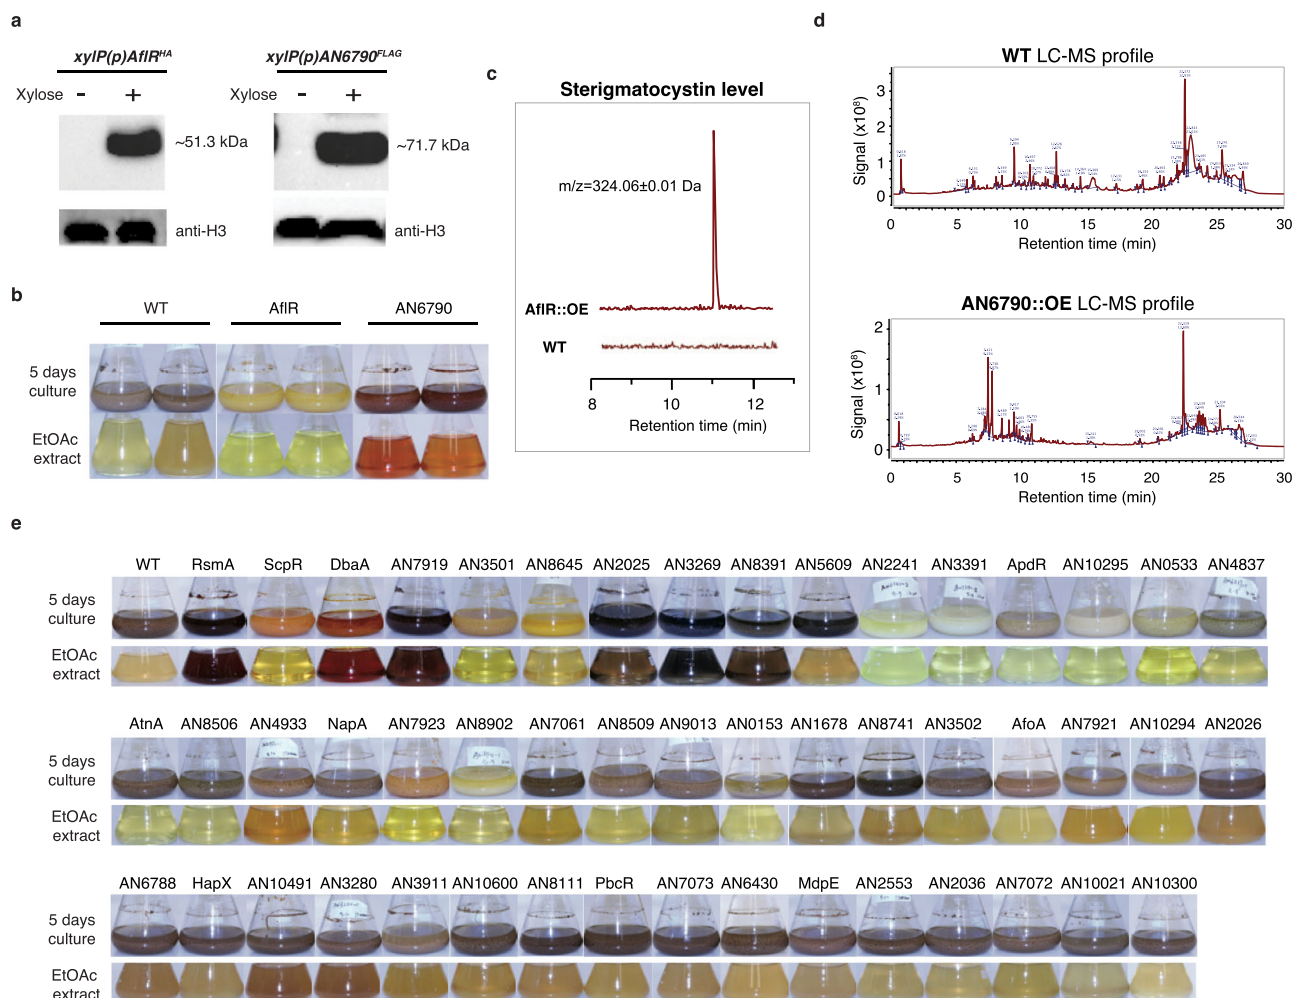 a
xylP(p)AflR^HA
xylP(p)AN6790^FLAG
Xylose - +
Xylose - +
~51.3 kDa
~71.7 kDa
anti-H3
anti-H3
b
WT AflR AN6790
5 days
culture
EtOAc
extract
c
Sterigmatocystin level
m/z=324.06±0.01 Da
AflR::OE
WT
8 10 12
Retention time (min)
d
WT LC-MS profile
Signal (x10^8)
3
2
1
0
0 5 10 15 20 25 30
Retention time (min)
AN6790::OE LC-MS profile
Signal (x10^8)
2
1
0
0 5 10 15 20 25 30
Retention time (min)
e
WT RsmA ScpR DbaA AN7919 AN3501 AN8645 AN2025 AN3269 AN8391 AN5609 AN2241 AN3391 ApdR AN10295 AN0533 AN4837
5 days
culture
EtOAc
extract
AtnA AN8506 AN4933 NapA AN7923 AN8902 AN7061 AN8509 AN9013 AN0153 AN1678 AN8741 AN3502 AfoA AN7921 AN10294 AN2026
5 days
culture
EtOAc
extract
AN6788 HapX AN10491 AN3280 AN3911 AN10600 AN8111 PbcR AN7073 AN6430 MdpE AN2553 AN2036 AN7072 AN10021 AN10300
5 days
culture
EtOAc
extract